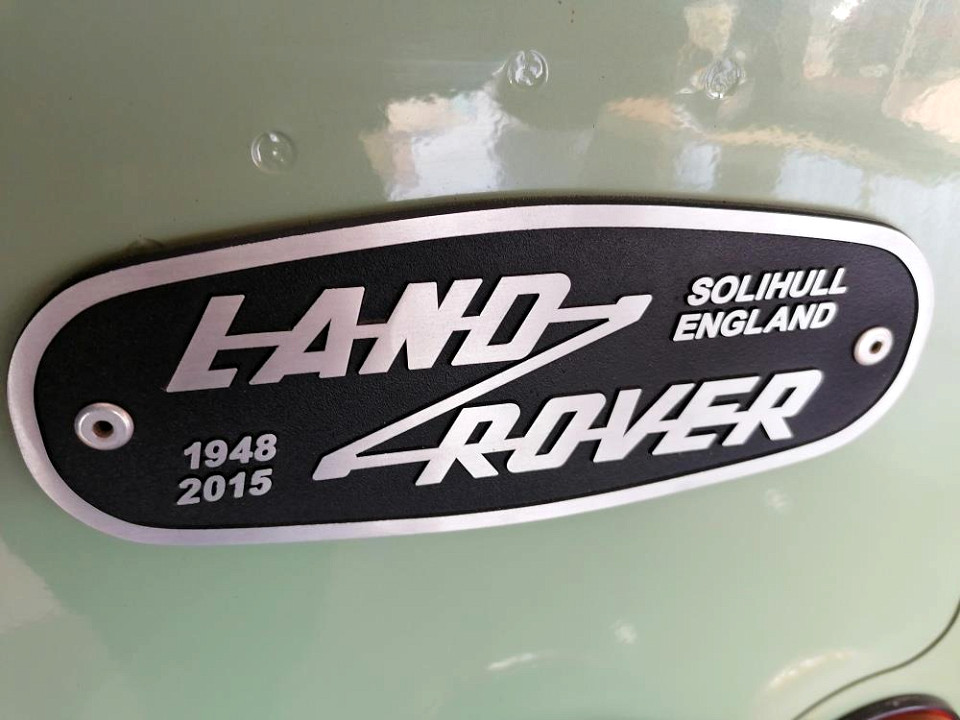 LAND
ROVER
SOLIHULL
ENGLAND
1948
2015